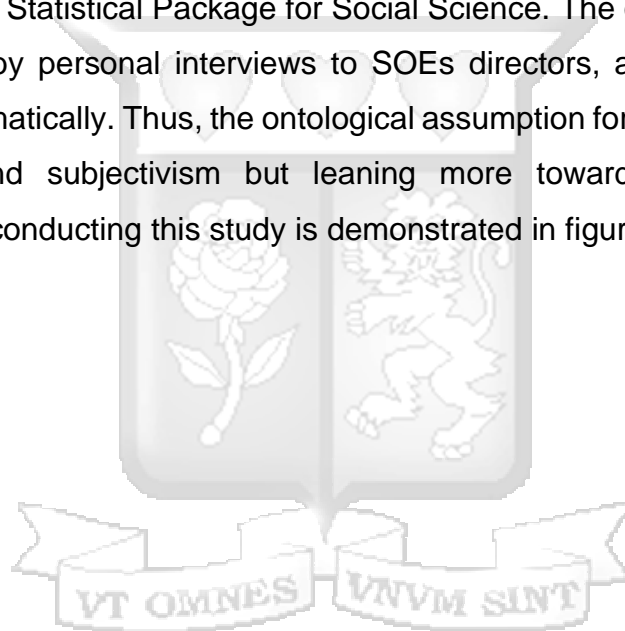 Statistical Package for Social Science. The
by personal interviews to SOEs directors, a
natically. Thus, the ontological assumption for
nd subjectivism but leaning more toward
conducting this study is demonstrated in figur
VT OMNES VNVM SINT